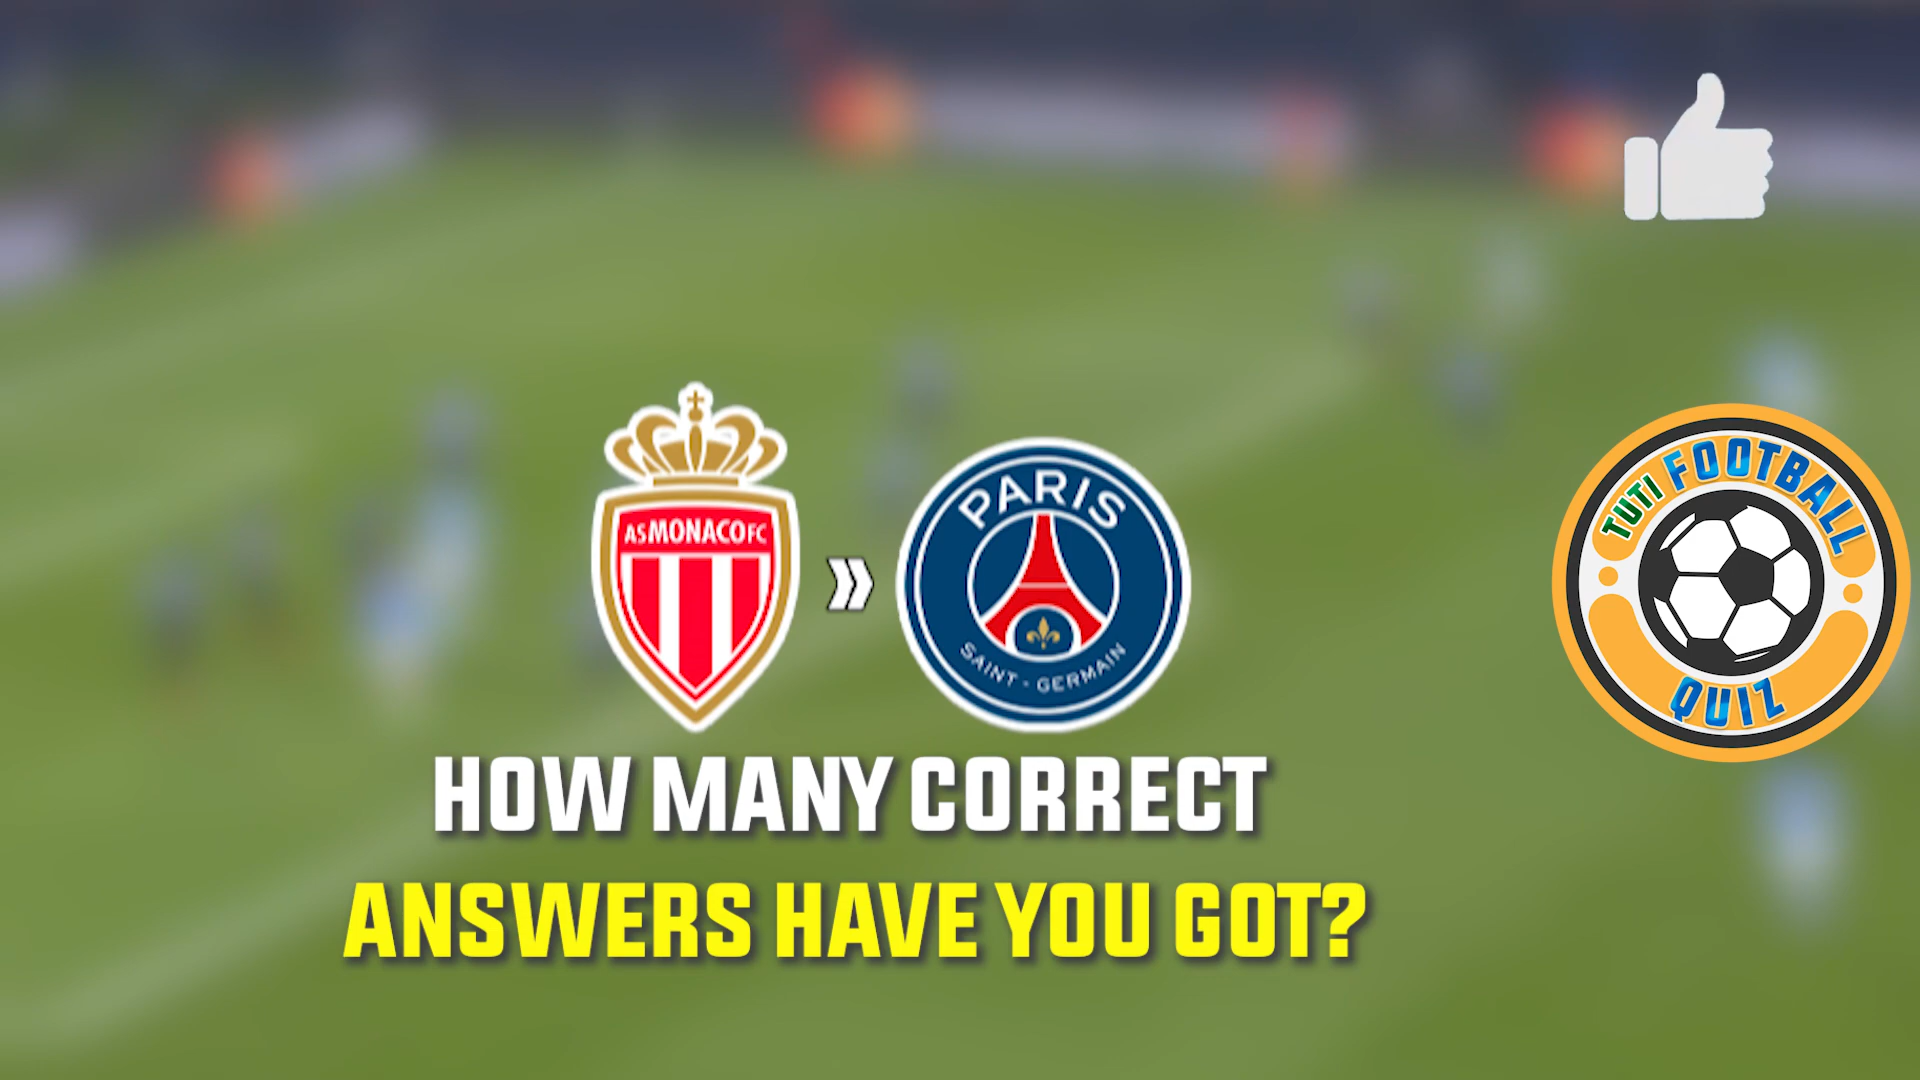 ASMONACOFC
PARIS
SAINT-GERMAIN
TUTI FOOTBALL
QUIZ
HOW MANY CORRECT
ANSWERS HAVE YOU GOT?